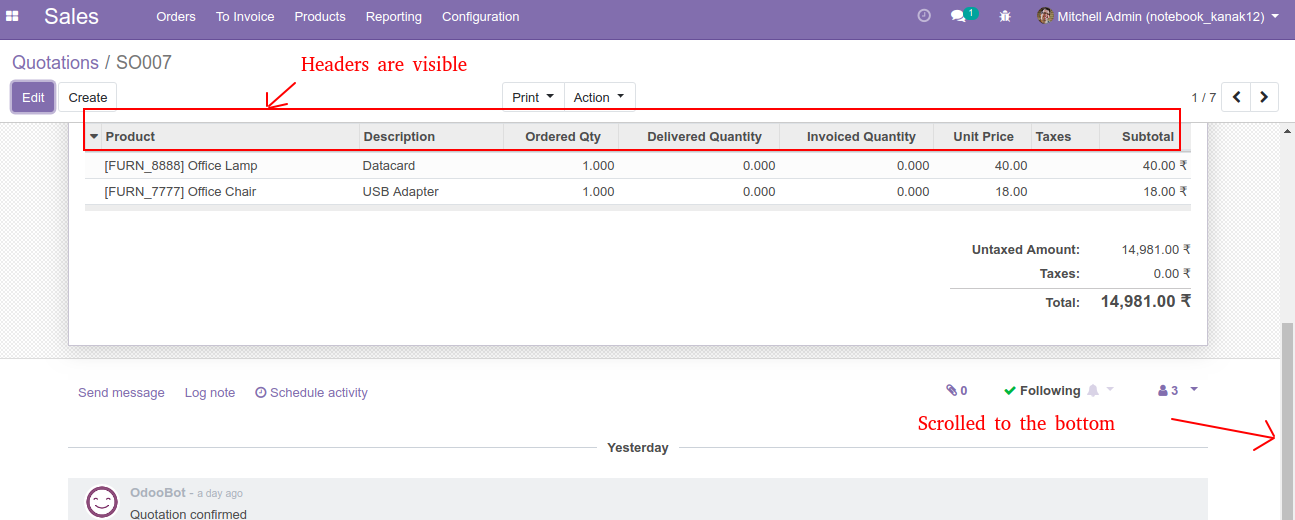 Sales Orders To Invoice Products Reporting Configuration 1 Mitchell Admin (notebook_kanak12)
Quotations / SO007
Headers are visible
Edit Create Print Action 1 / 7
Product Description Ordered Qty Delivered Quantity Invoiced Quantity Unit Price Taxes Subtotal
[FURN_8888] Office Lamp Datacard 1.000 0.000 0.000 40.00 40.00 ₹
[FURN_7777] Office Chair USB Adapter 1.000 0.000 0.000 18.00 18.00 ₹
Untaxed Amount: 14,981.00 ₹
Taxes: 0.00 ₹
Total: 14,981.00 ₹
Send message Log note Schedule activity 0 Following 3
Scrolled to the bottom
Yesterday
OdooBot - a day ago
Quotation confirmed